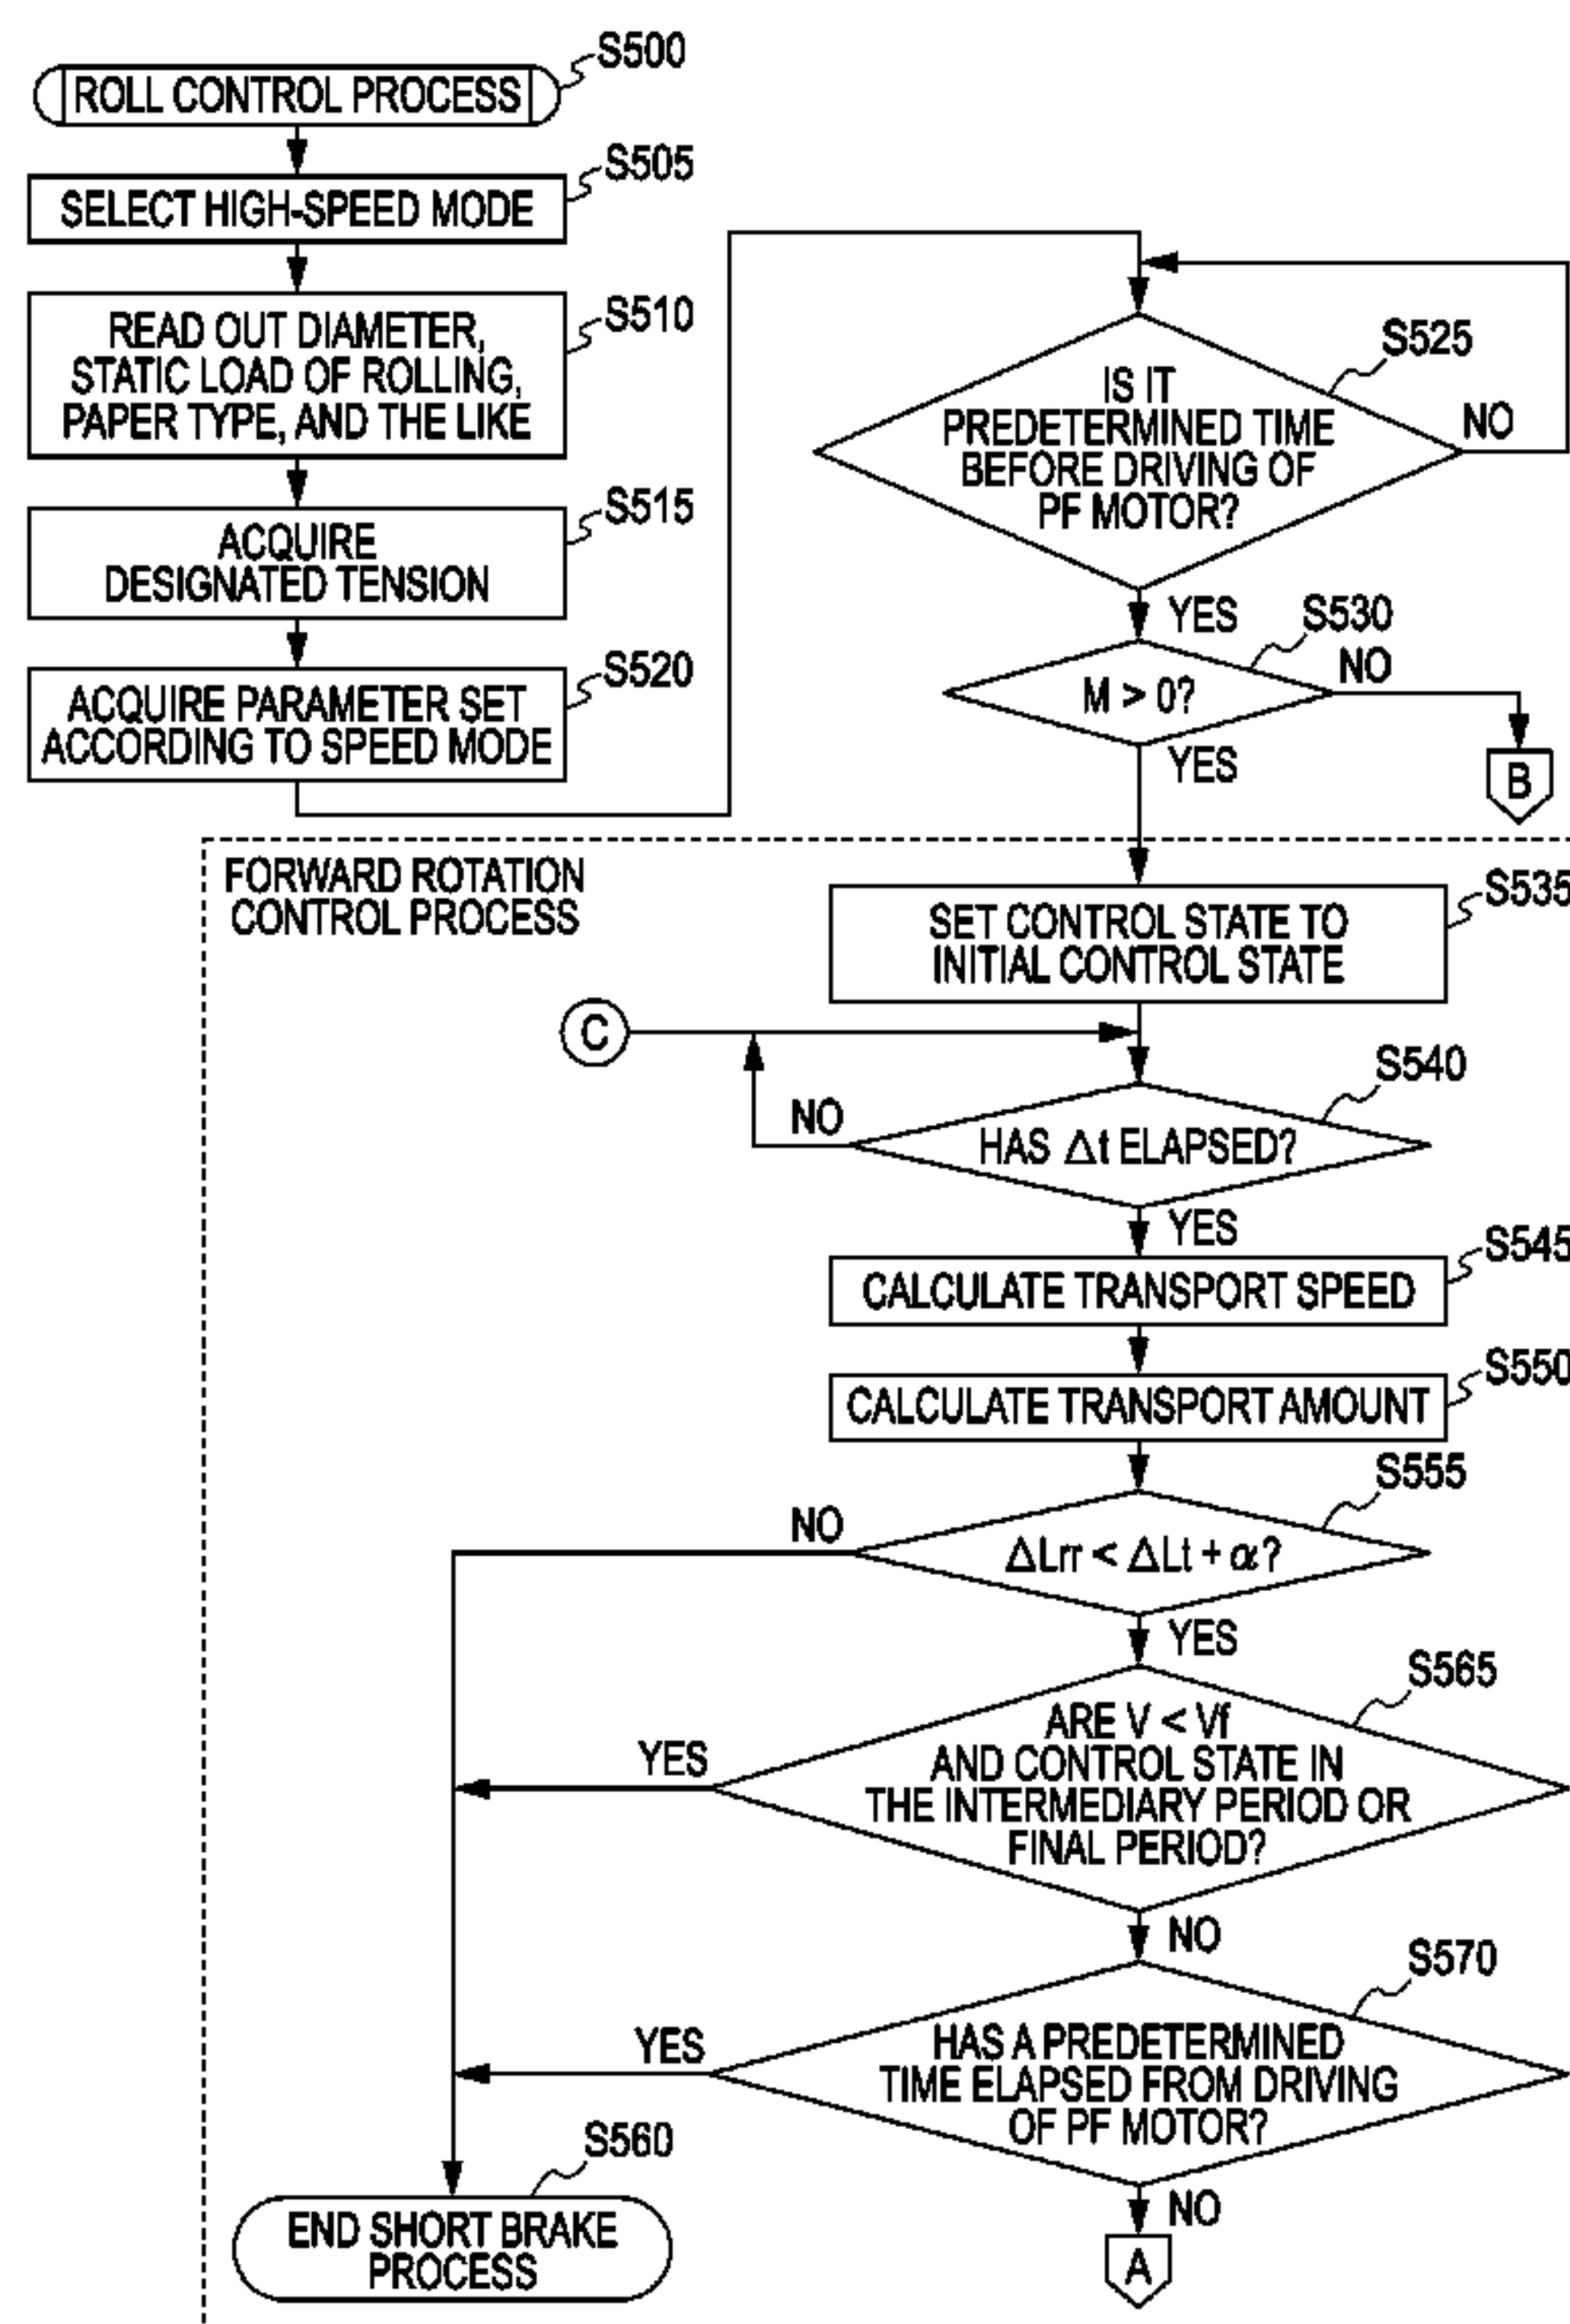 S500
ROLL CONTROL PROCESS
S505
SELECT HIGH-SPEED MODE
S510
READ OUT DIAMETER,
STATIC LOAD OF ROLLING,
PAPER TYPE, AND THE LIKE
S515
ACQUIRE
DESIGNATED TENSION
S520
ACQUIRE PARAMETER SET
ACCORDING TO SPEED MODE
S525
IS IT
PREDETERMINED TIME
BEFORE DRIVING OF
PF MOTOR?
NO
YES
S530
M > 0?
NO
B
YES
FORWARD ROTATION
CONTROL PROCESS
S535
SET CONTROL STATE TO
INITIAL CONTROL STATE
C
S540
HAS Δt ELAPSED?
NO
YES
S545
CALCULATE TRANSPORT SPEED
S550
CALCULATE TRANSPORT AMOUNT
S555
ΔLrr < ΔLt + α?
NO
YES
S565
ARE V < Vf
AND CONTROL STATE IN
THE INTERMEDIARY PERIOD OR
FINAL PERIOD?
YES
NO
S570
HAS A PREDETERMINED
TIME ELAPSED FROM DRIVING
OF PF MOTOR?
YES
NO
S560
END SHORT BRAKE
PROCESS
A